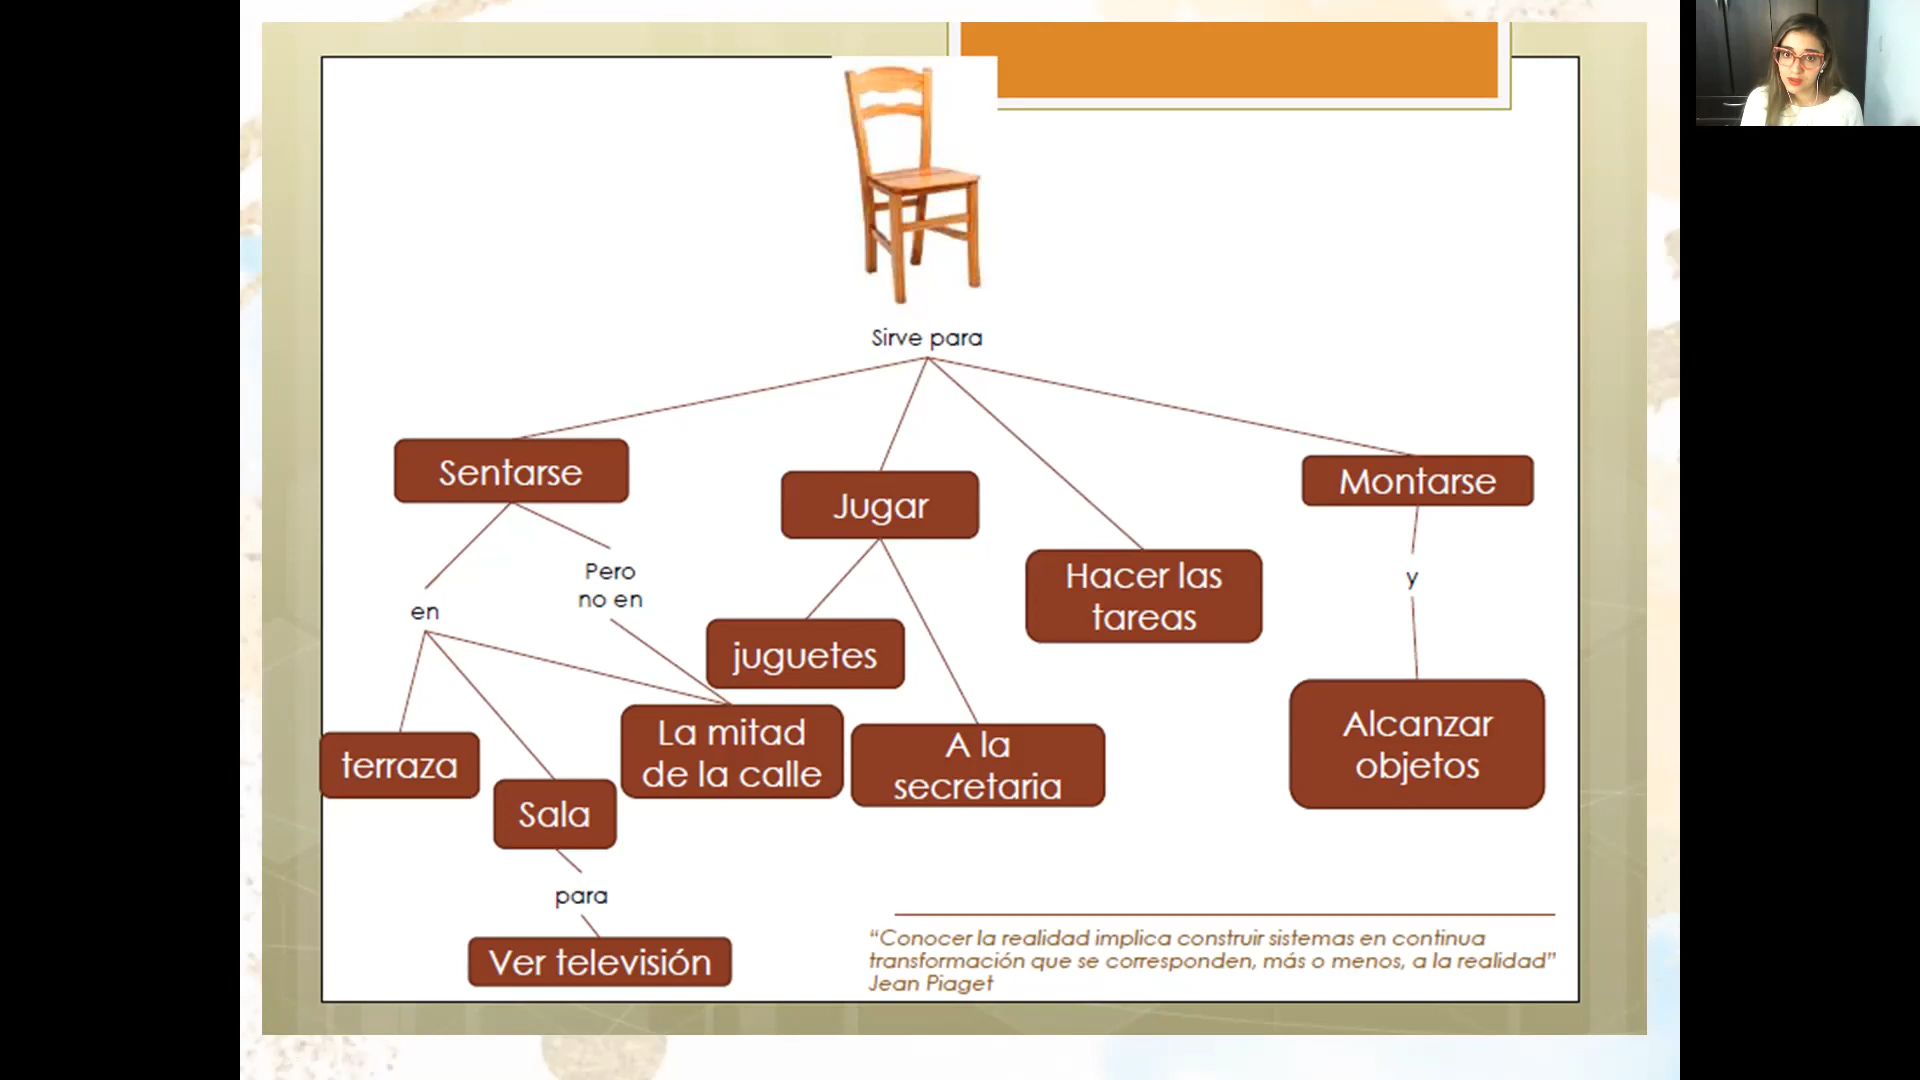 Sirve para
Sentarse
Jugar
Montarse
Hacer las
tareas
Pero
no en
en
y
juguetes
La mitad
de la calle
A la
secretaria
Alcanzar
objetos
terraza
Sala
para
Ver televisión
“Conocer la realidad implica construir sistemas en continua
transformación que se corresponden, más o menos, a la realidad”
Jean Piaget